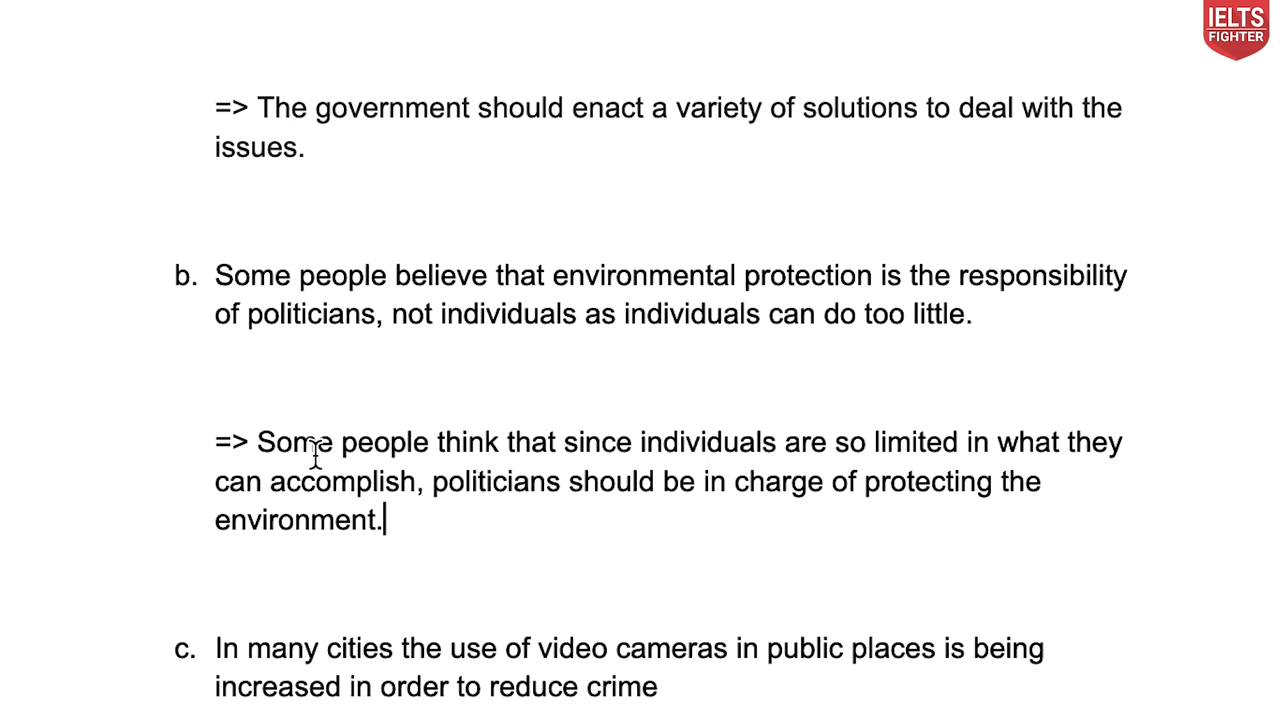 IELTS
FIGHTER
=> The government should enact a variety of solutions to deal with the
issues.
b. Some people believe that environmental protection is the responsibility
of politicians, not individuals as individuals can do too little.
=> Some people think that since individuals are so limited in what they
can accomplish, politicians should be in charge of protecting the
environment.
c. In many cities the use of video cameras in public places is being
increased in order to reduce crime